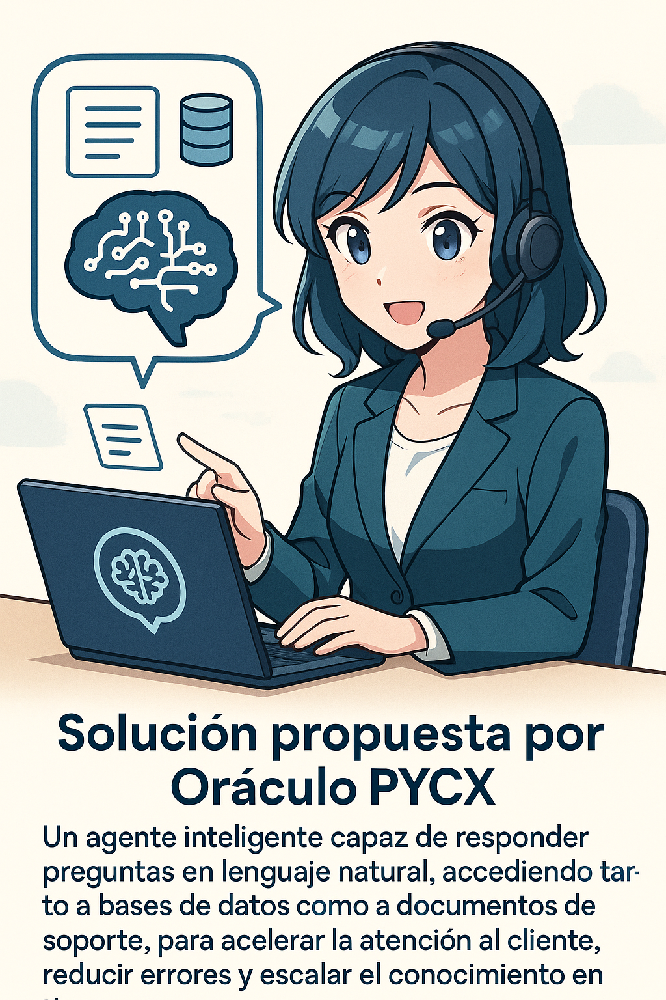 Solución propuesta por
Oráculo PYCX
Un agente inteligente capaz de responder
preguntas en lenguaje natural, accediendo tar-
to a bases de datos como a documentos de
soporte, para acelerar la atención al cliente,
reducir errores y escalar el conocimiento en